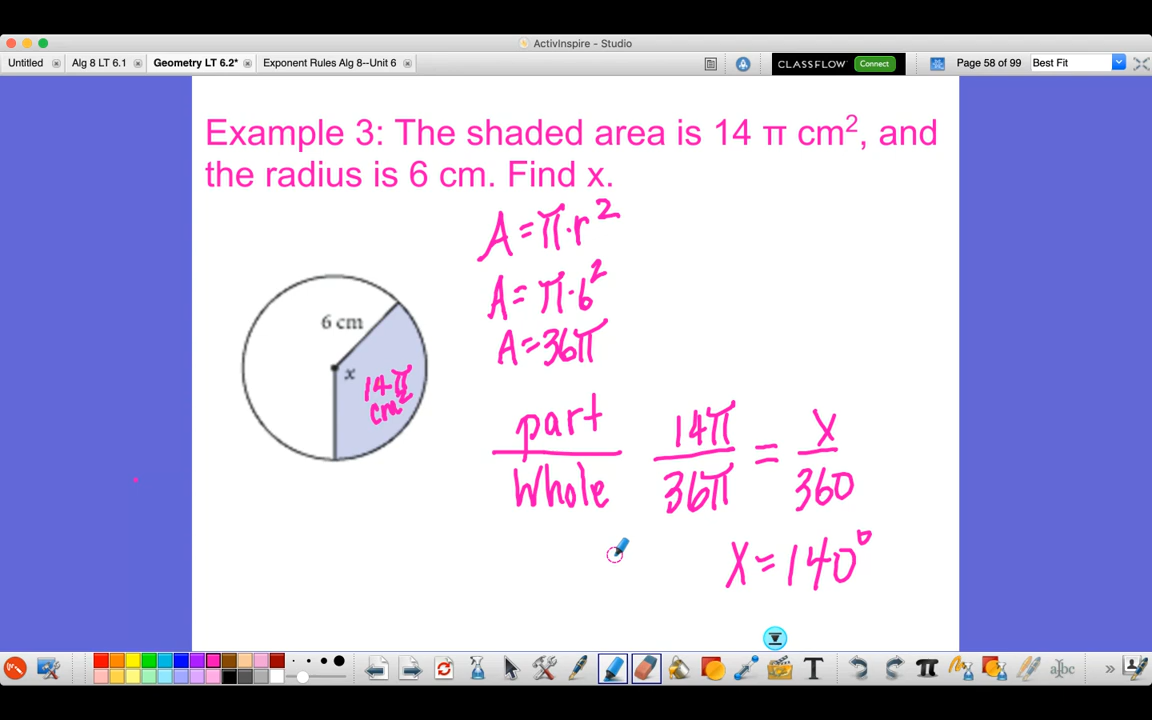 ActivInspire - Studio
Untitled Alg 8 LT 6.1 Geometry LT 6.2* Exponent Rules Alg 8--Unit 6 CLASSFLOW Connect Page 58 of 99 Best Fit
Example 3: The shaded area is 14 π cm², and
the radius is 6 cm. Find x.
A = π·r²
A = π·6²
A = 36π
6 cm
x
14π
cm²
part
whole
14π
36π
=
x
360
x = 140°
T
π
abc
»